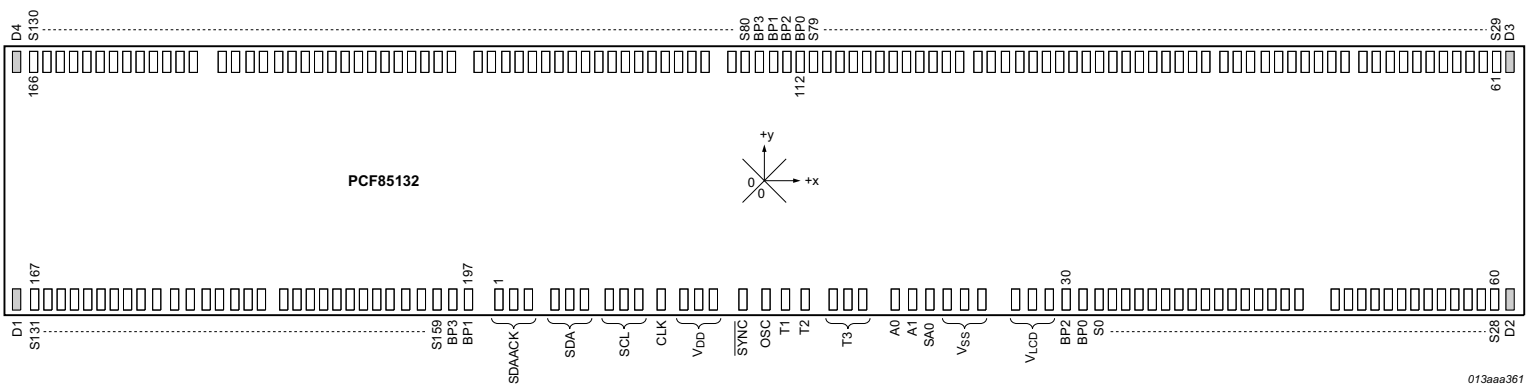 D4 S130 S80 BP3 BP1 BP2 BP0 S79 S29 D3
166 112 61
+y
0 +x
0
PCF85132
167 197 1 30 60
D1 S131 S159 BP3 BP1 SDAACK SDA SCL CLK VDD SYNC OSC T1 T2 T3 A0 A1 SA0 VSS VLCD BP2 BP0 S0 S28 D2
013aaa361